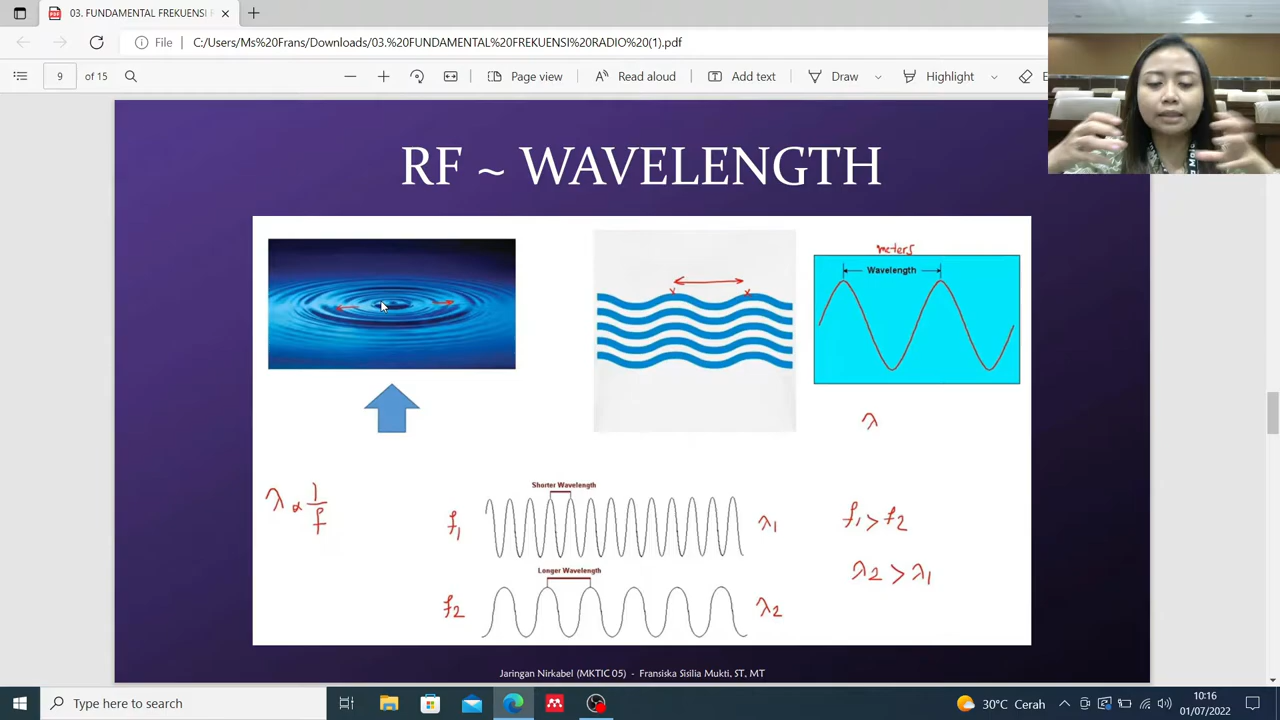 03. FUNDAMENTAL FREKUENSI
File
C:/Users/Ms%20Frans/Downloads/03.%20FUNDAMENTAL%20FREKUENSI%20RADIO%20(1).pdf
9 of 15
Page view
Read aloud
Add text
Draw
Highlight
RF ~ WAVELENGTH
meters
Wavelength
x x
λ
λ ∝ 1/f
Shorter Wavelength
f1
λ1
f1 > f2
Longer Wavelength
λ2 > λ1
f2
λ2
Jaringan Nirkabel (MKTIC 05) - Fransiska Sisilia Mukti, ST, MT
Type here to search
30°C Cerah
10:16
01/07/2022